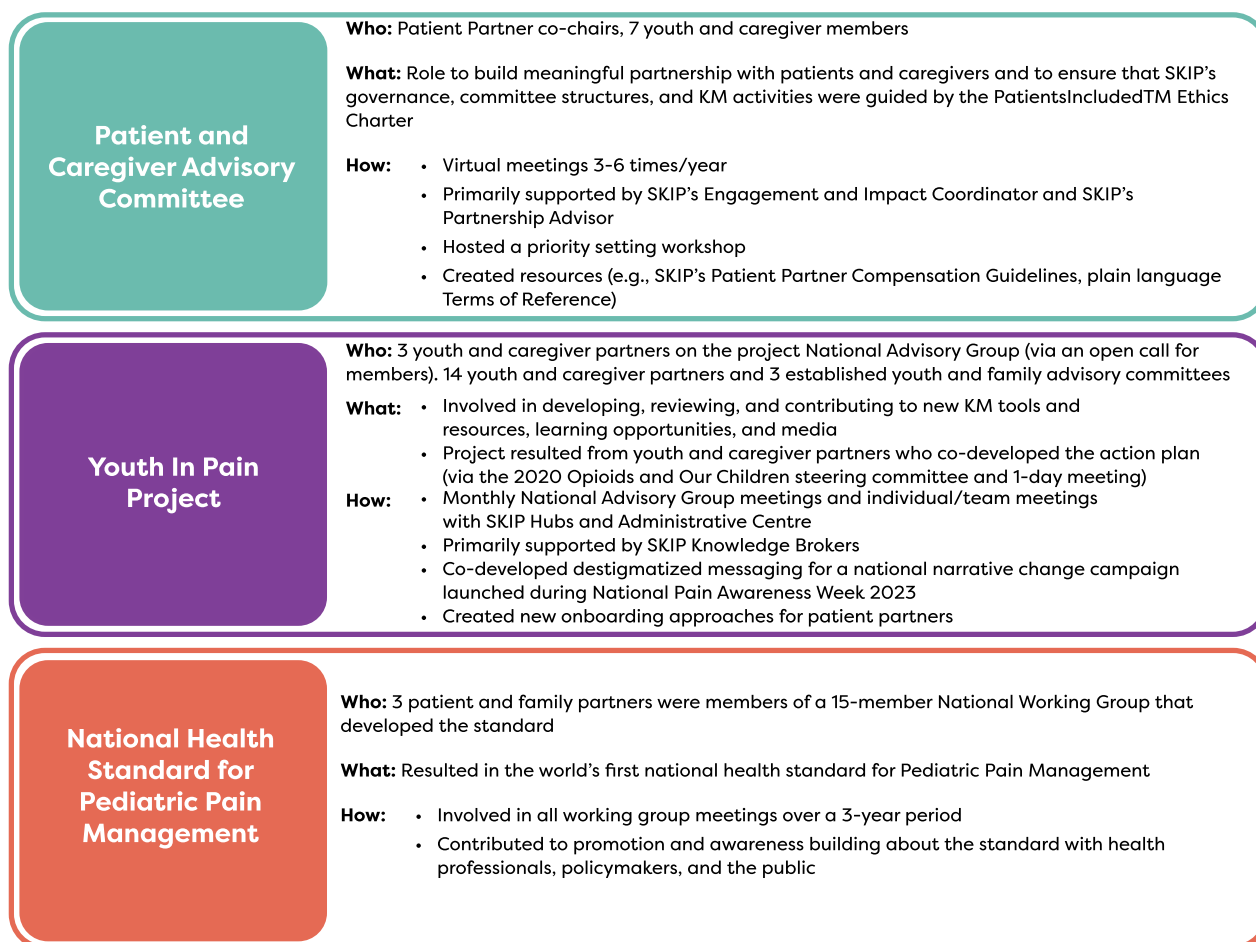 Patient and
Caregiver Advisory
Committee
Who: Patient Partner co-chairs, 7 youth and caregiver members
What: Role to build meaningful partnership with patients and caregivers and to ensure that SKIP's
governance, committee structures, and KM activities were guided by the PatientsIncludedTM Ethics
Charter
How:
• Virtual meetings 3-6 times/year
• Primarily supported by SKIP's Engagement and Impact Coordinator and SKIP's
Partnership Advisor
• Hosted a priority setting workshop
• Created resources (e.g., SKIP's Patient Partner Compensation Guidelines, plain language
Terms of Reference)
Youth In Pain
Project
Who: 3 youth and caregiver partners on the project National Advisory Group (via an open call for
members). 14 youth and caregiver partners and 3 established youth and family advisory committees
What:
• Involved in developing, reviewing, and contributing to new KM tools and
resources, learning opportunities, and media
• Project resulted from youth and caregiver partners who co-developed the action plan
(via the 2020 Opioids and Our Children steering committee and 1-day meeting)
How:
• Monthly National Advisory Group meetings and individual/team meetings
with SKIP Hubs and Administrative Centre
• Primarily supported by SKIP Knowledge Brokers
• Co-developed destigmatized messaging for a national narrative change campaign
launched during National Pain Awareness Week 2023
• Created new onboarding approaches for patient partners
National Health
Standard for
Pediatric Pain
Management
Who: 3 patient and family partners were members of a 15-member National Working Group that
developed the standard
What: Resulted in the world's first national health standard for Pediatric Pain Management
How:
• Involved in all working group meetings over a 3-year period
• Contributed to promotion and awareness building about the standard with health
professionals, policymakers, and the public